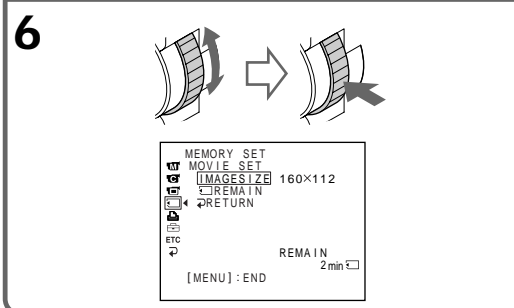 6
MEMORY SET
MOVIE SET
IMAGESIZE 160×112
REMAIN
RETURN
ETC
REMAIN
2 min
[MENU] : END